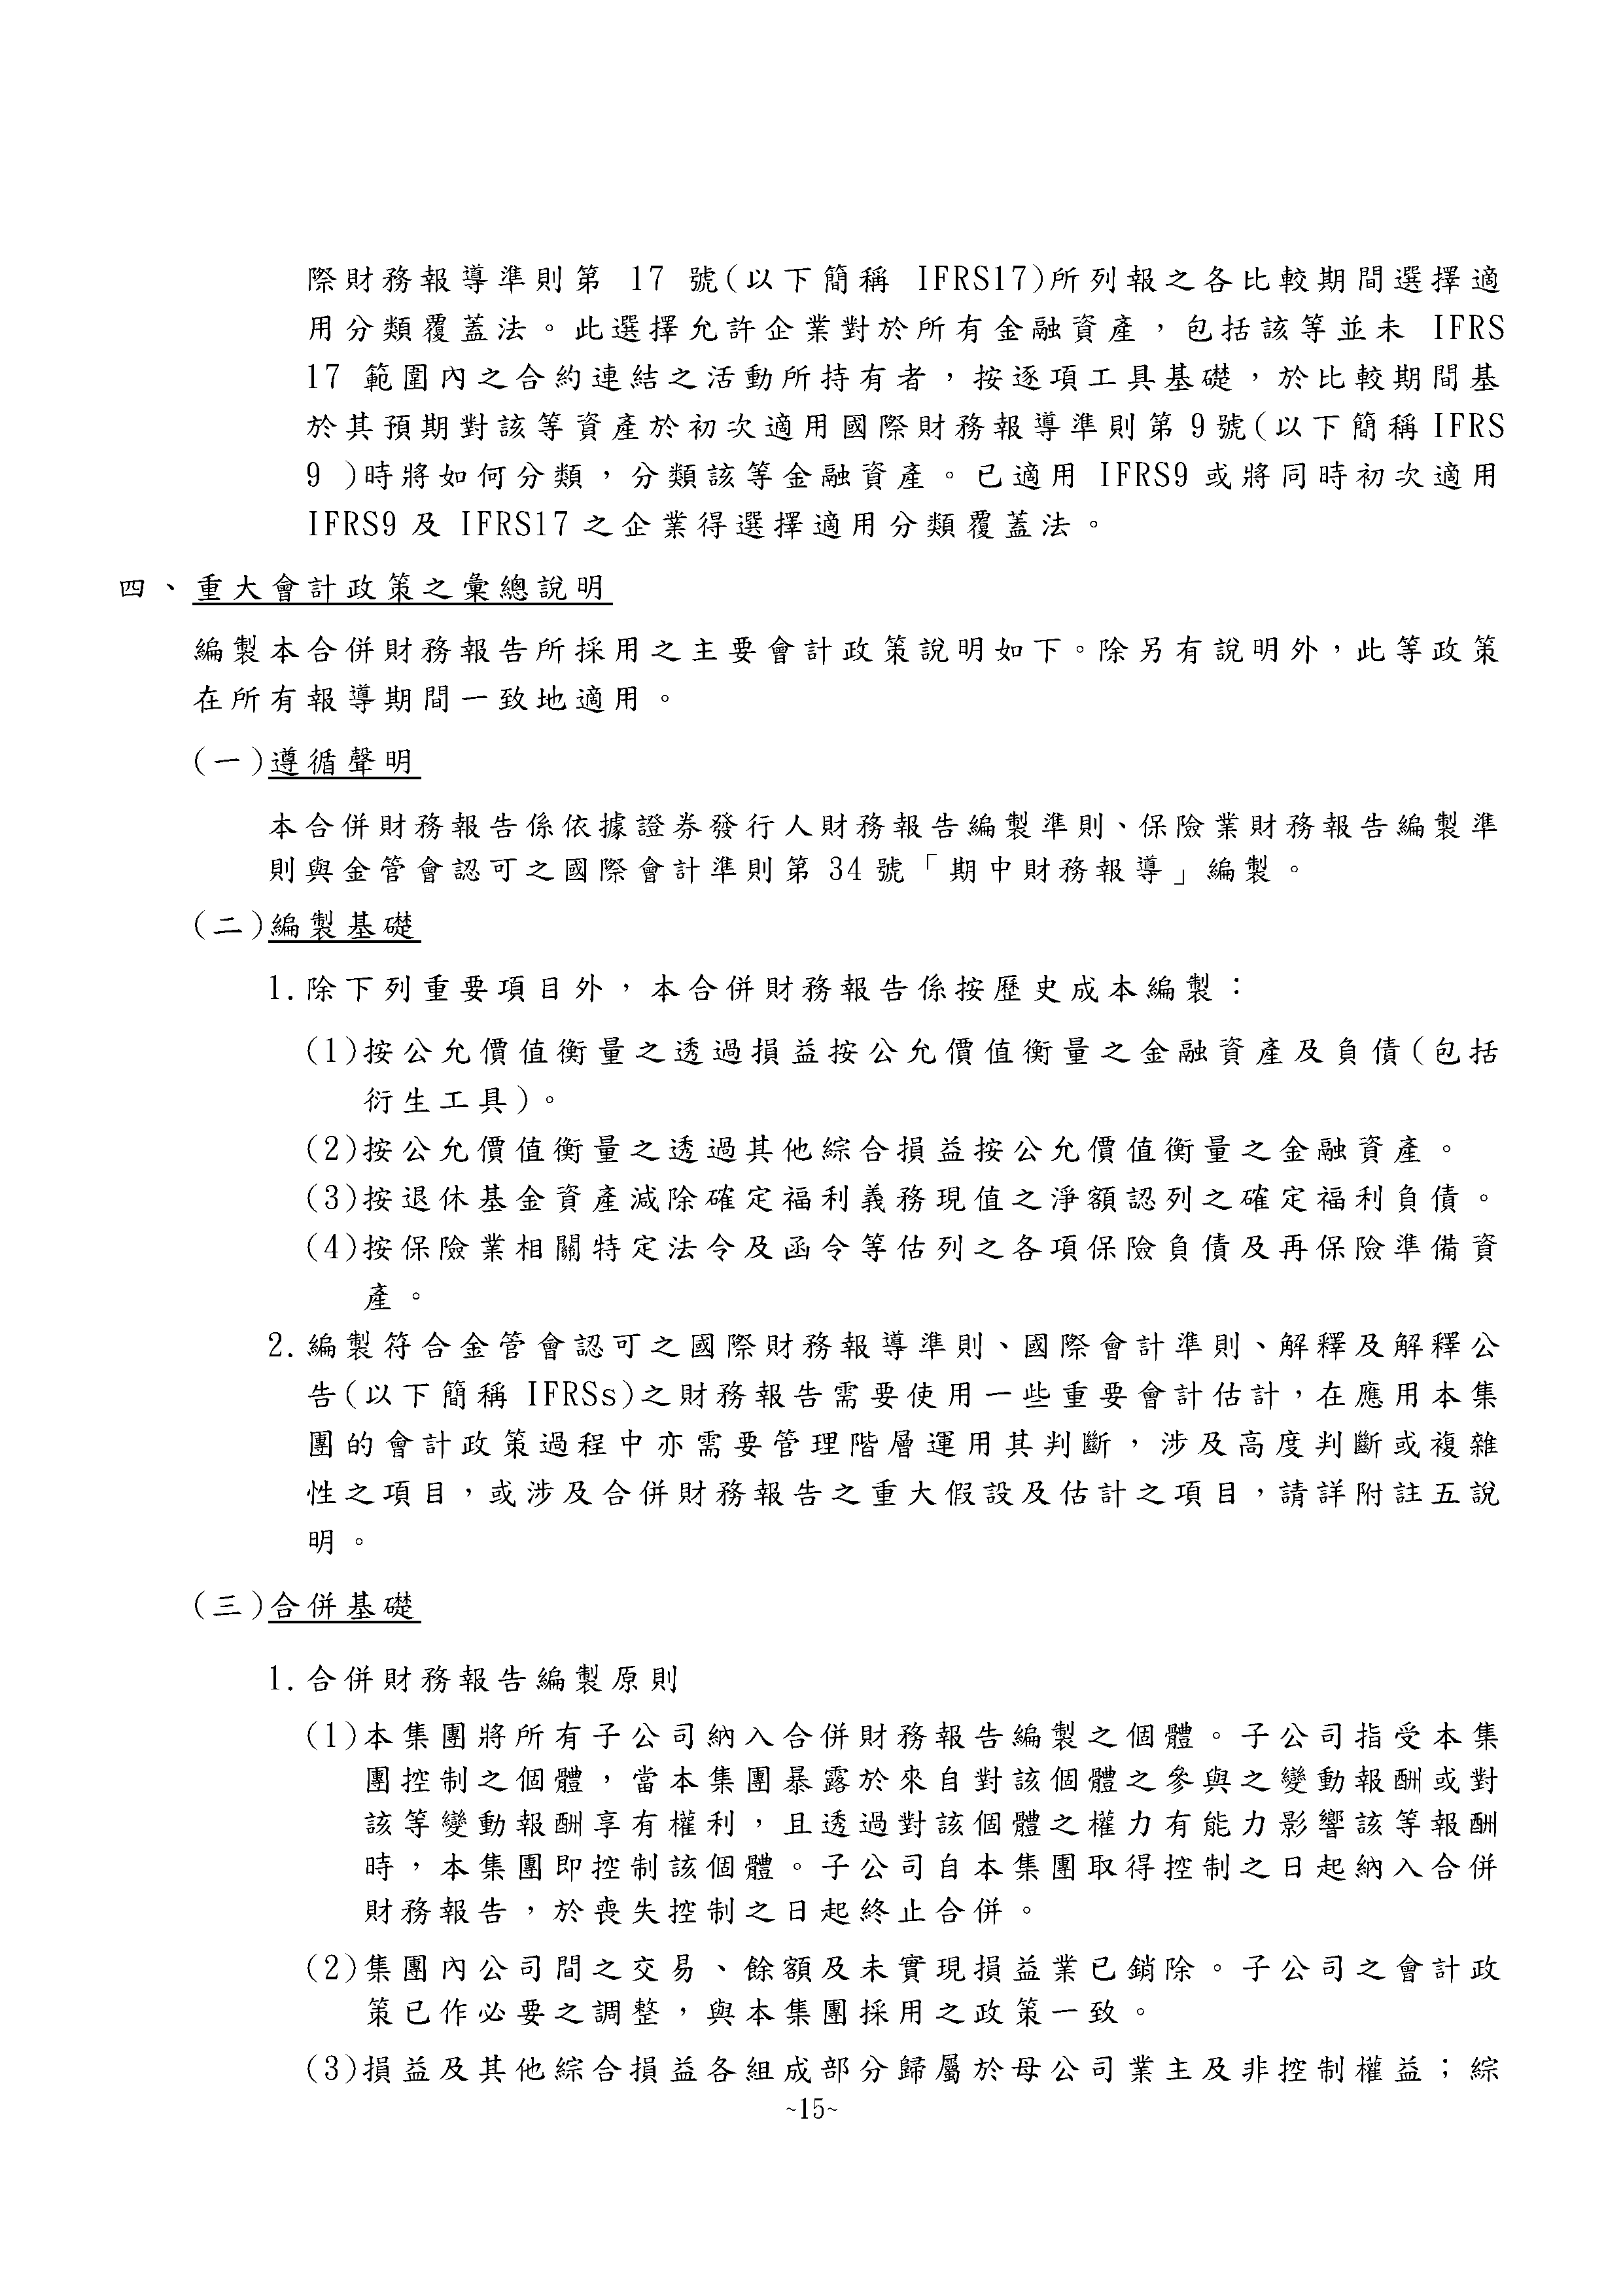 際財務報導準則第 17 號(以下簡稱 IFRS17)所列報之各比較期間選擇適
用分類覆蓋法。此選擇允許企業對於所有金融資產，包括該等並未 IFRS
17 範圍內之合約連結之活動所持有者，按逐項工具基礎，於比較期間基
於其預期對該等資產於初次適用國際財務報導準則第 9 號(以下簡稱 IFRS
9 )時將如何分類，分類該等金融資產。已適用 IFRS9 或將同時初次適用
IFRS9 及 IFRS17 之企業得選擇適用分類覆蓋法。
四、重大會計政策之彙總說明
編製本合併財務報告所採用之主要會計政策說明如下。除另有說明外，此等政策
在所有報導期間一致地適用。
(一)遵循聲明
本合併財務報告係依據證券發行人財務報告編製準則、保險業財務報告編製準
則與金管會認可之國際會計準則第 34 號「期中財務報導」編製。
(二)編製基礎
1.除下列重要項目外，本合併財務報告係按歷史成本編製：
(1)按公允價值衡量之透過損益按公允價值衡量之金融資產及負債(包括
衍生工具)。
(2)按公允價值衡量之透過其他綜合損益按公允價值衡量之金融資產。
(3)按退休基金資產減除確定福利義務現值之淨額認列之確定福利負債。
(4)按保險業相關特定法令及函令等估列之各項保險負債及再保險準備資
產。
2.編製符合金管會認可之國際財務報導準則、國際會計準則、解釋及解釋公
告(以下簡稱 IFRSs)之財務報告需要使用一些重要會計估計，在應用本集
團的會計政策過程中亦需要管理階層運用其判斷，涉及高度判斷或複雜
性之項目，或涉及合併財務報告之重大假設及估計之項目，請詳附註五說
明。
(三)合併基礎
1.合併財務報告編製原則
(1)本集團將所有子公司納入合併財務報告編製之個體。子公司指受本集
團控制之個體，當本集團暴露於來自對該個體之參與之變動報酬或對
該等變動報酬享有權利，且透過對該個體之權力有能力影響該等報酬
時，本集團即控制該個體。子公司自本集團取得控制之日起納入合併
財務報告，於喪失控制之日起終止合併。
(2)集團內公司間之交易、餘額及未實現損益業已銷除。子公司之會計政
策已作必要之調整，與本集團採用之政策一致。
(3)損益及其他綜合損益各組成部分歸屬於母公司業主及非控制權益；綜
~15~